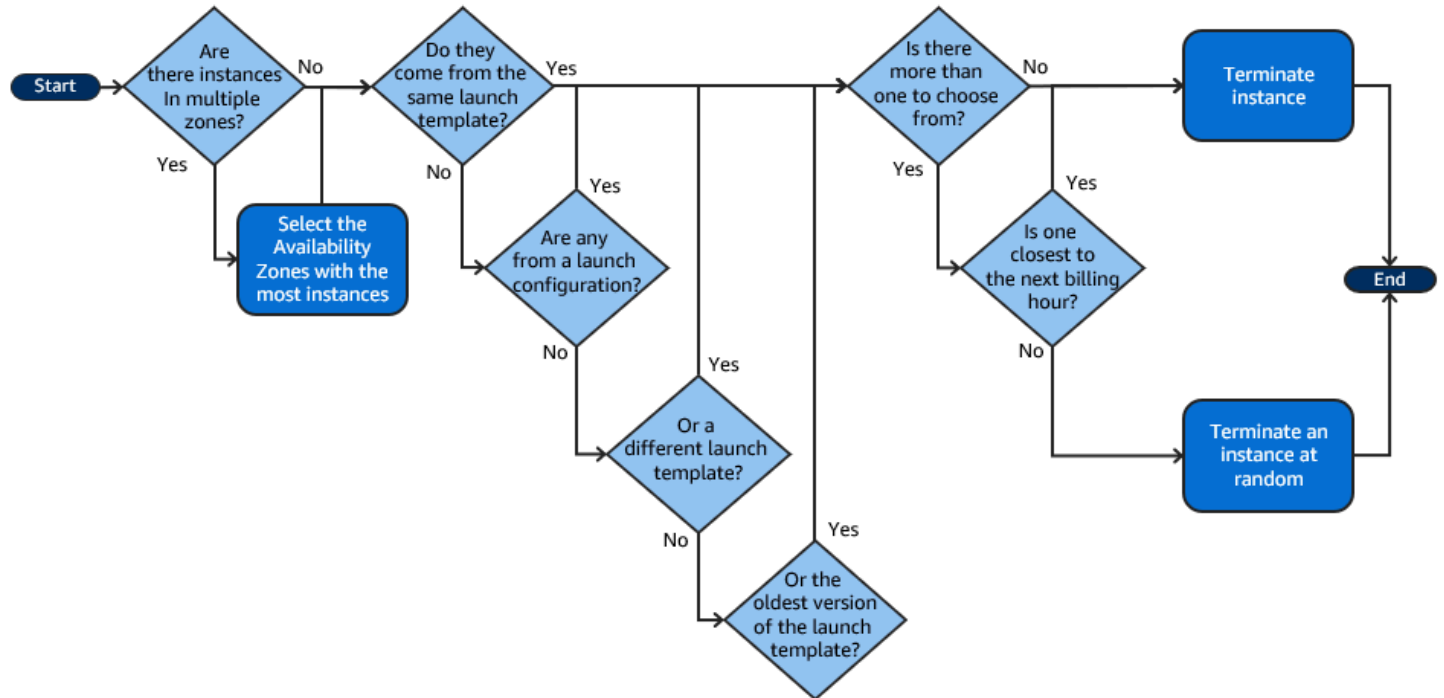 Start
Are
there instances
In multiple
zones?
No
Yes
Select the
Availability
Zones with the
most instances
Do they
come from the
same launch
template?
Yes
No
Are any
from a launch
configuration?
Yes
No
Or a
different launch
template?
Yes
No
Or the
oldest version
of the launch
template?
Yes
Is there
more than
one to choose
from?
No
Yes
Is one
closest to
the next billing
hour?
Yes
No
Terminate
instance
Terminate an
instance at
random
End